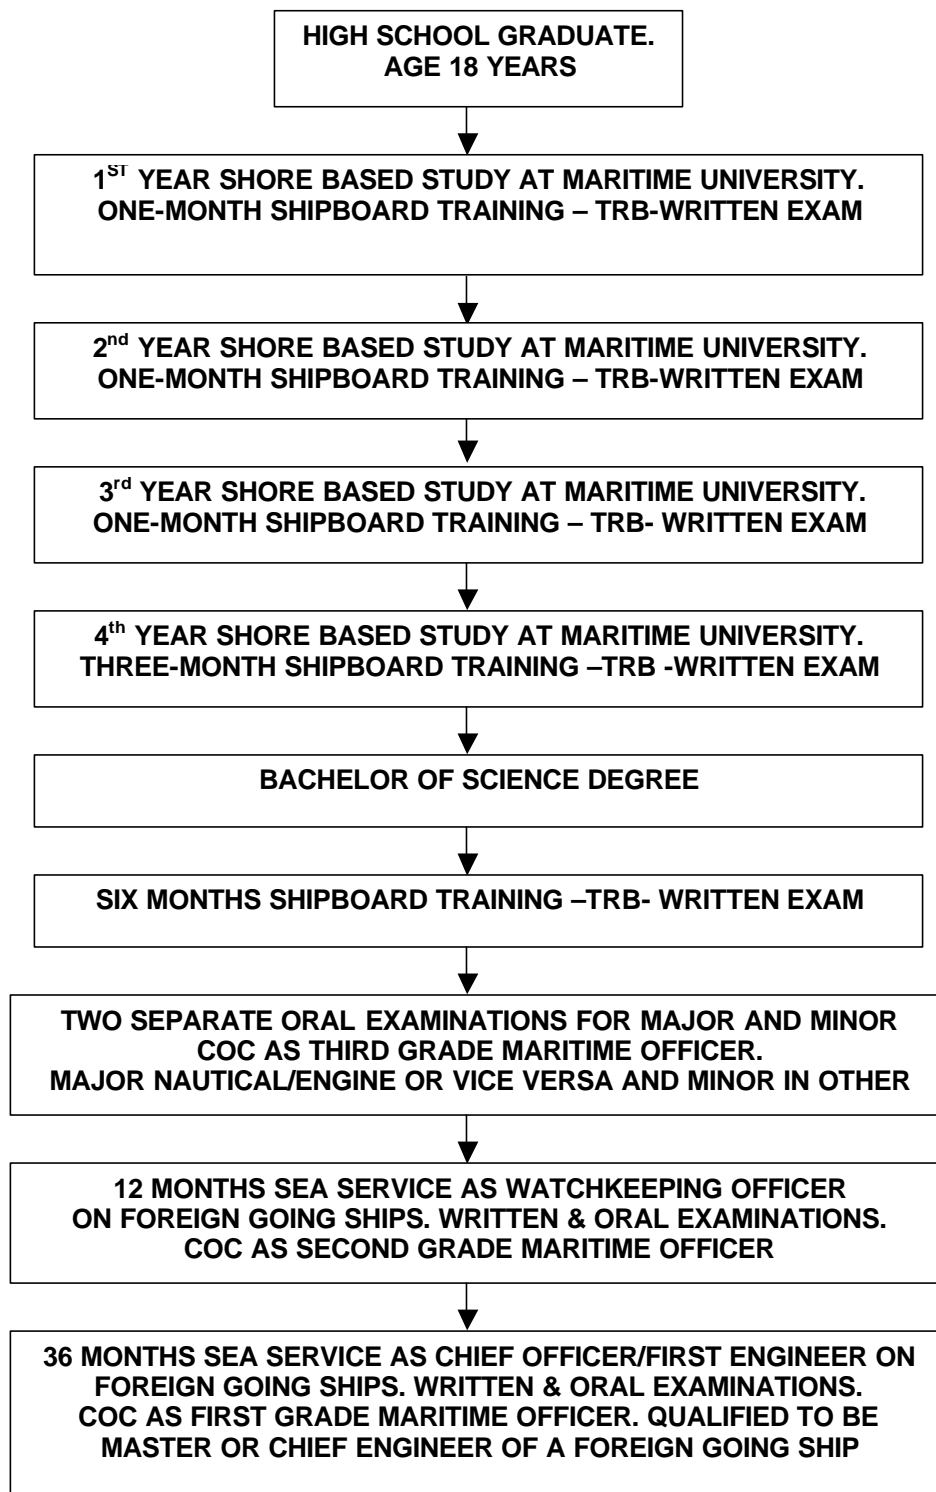 HIGH SCHOOL GRADUATE.
AGE 18 YEARS
1ST YEAR SHORE BASED STUDY AT MARITIME UNIVERSITY.
ONE-MONTH SHIPBOARD TRAINING – TRB-WRITTEN EXAM
2nd YEAR SHORE BASED STUDY AT MARITIME UNIVERSITY.
ONE-MONTH SHIPBOARD TRAINING – TRB-WRITTEN EXAM
3rd YEAR SHORE BASED STUDY AT MARITIME UNIVERSITY.
ONE-MONTH SHIPBOARD TRAINING – TRB- WRITTEN EXAM
4th YEAR SHORE BASED STUDY AT MARITIME UNIVERSITY.
THREE-MONTH SHIPBOARD TRAINING –TRB -WRITTEN EXAM
BACHELOR OF SCIENCE DEGREE
SIX MONTHS SHIPBOARD TRAINING –TRB- WRITTEN EXAM
TWO SEPARATE ORAL EXAMINATIONS FOR MAJOR AND MINOR
COC AS THIRD GRADE MARITIME OFFICER.
MAJOR NAUTICAL/ENGINE OR VICE VERSA AND MINOR IN OTHER
12 MONTHS SEA SERVICE AS WATCHKEEPING OFFICER
ON FOREIGN GOING SHIPS. WRITTEN & ORAL EXAMINATIONS.
COC AS SECOND GRADE MARITIME OFFICER
36 MONTHS SEA SERVICE AS CHIEF OFFICER/FIRST ENGINEER ON
FOREIGN GOING SHIPS. WRITTEN & ORAL EXAMINATIONS.
COC AS FIRST GRADE MARITIME OFFICER. QUALIFIED TO BE
MASTER OR CHIEF ENGINEER OF A FOREIGN GOING SHIP